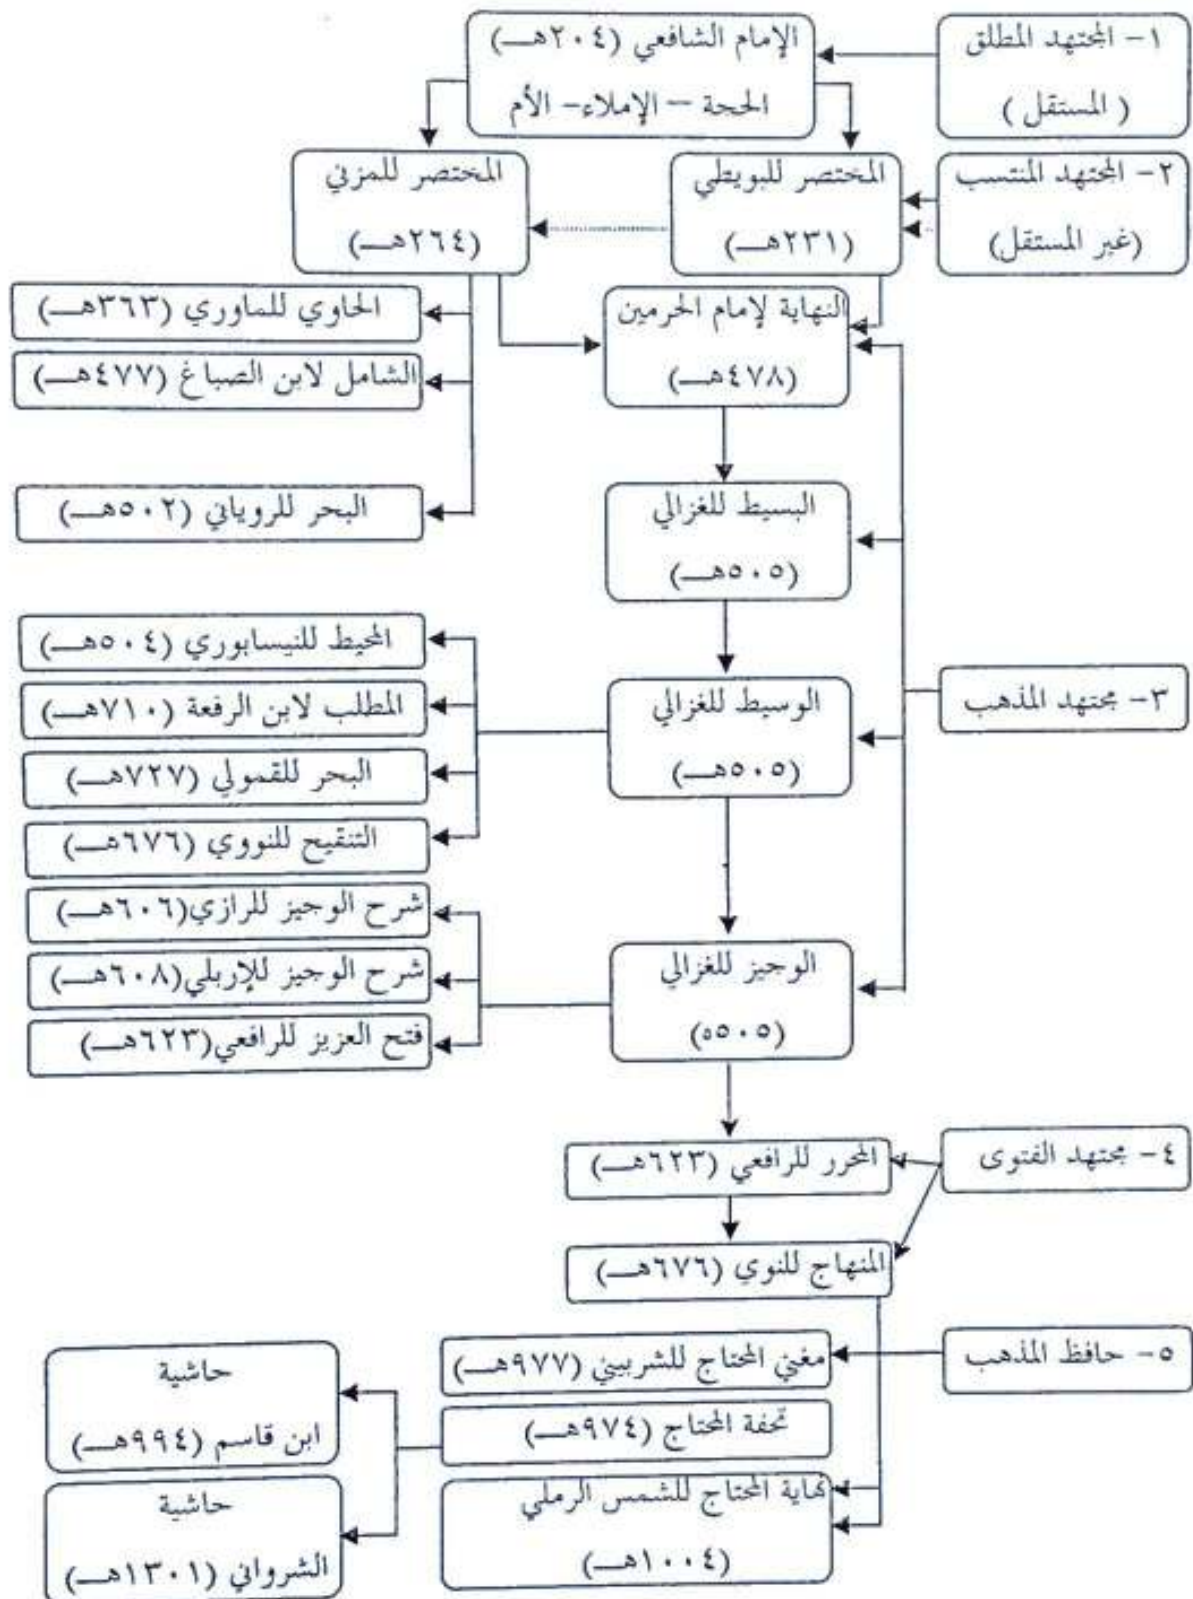 ١- المجتهد المطلق
(المستقل)
الإمام الشافعي (٢٠٤هـ)
الحجة – الإملاء- الأم
٢- المجتهد المنتسب
(غير المستقل)
المختصر للبويطي
(٢٣١هـ)
المختصر للمزني
(٢٦٤هـ)
النهاية لإمام الحرمين
(٤٧٨هـ)
الحاوي للماوري (٣٦٣هـ)
الشامل لابن الصباغ (٤٧٧هـ)
البحر للروياني (٥٠٢هـ)
البسيط للغزالي
(٥٠٥هـ)
٣- مجتهد المذهب
الوسيط للغزالي
(٥٠٥هـ)
المحيط للنيسابوري (٥٠٤هـ)
المطلب لابن الرفعة (٧١٠هـ)
البحر للقمولي (٧٢٧هـ)
التنقيح للنووي (٦٧٦هـ)
الوجيز للغزالي
(٥٠٥ه)
شرح الوجيز للرازي(٦٠٦هـ)
شرح الوجيز للإربلي(٦٠٨هـ)
فتح العزيز للرافعي(٦٢٣هـ)
٤- مجتهد الفتوى
المحرر للرافعي (٦٢٣هـ)
المنهاج للنوي (٦٧٦هـ)
٥- حافظ المذهب
مغني المحتاج للشربيني (٩٧٧هـ)
تحفة المحتاج (٩٧٤هـ)
نهاية المحتاج للشمس الرملي
(١٠٠٤هـ)
حاشية
ابن قاسم (٩٩٤هـ)
حاشية
الشرواني (١٣٠١هـ)